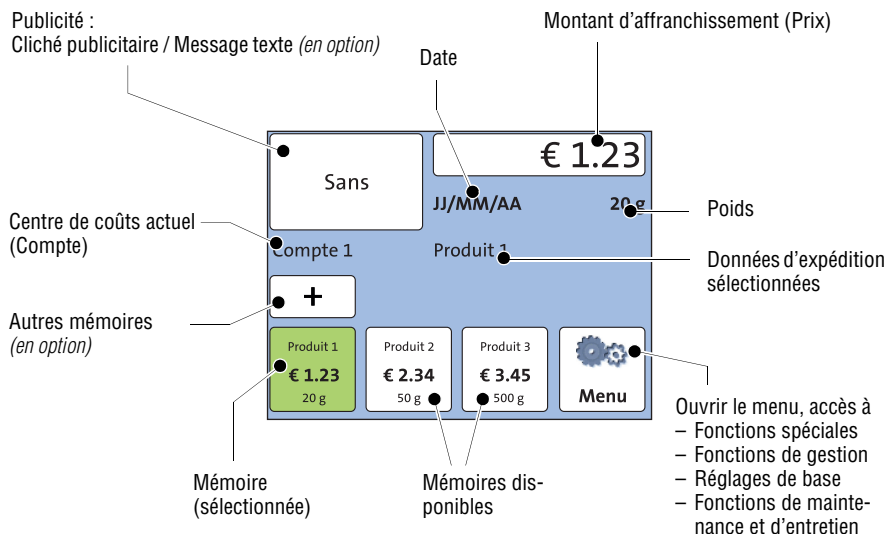 Publicité :
Cliché publicitaire / Message texte (en option)
Montant d’affranchissement (Prix)
Date
€ 1.23
Sans
JJ/MM/AA
20 g
Poids
Centre de coûts actuel
(Compte)
Compte 1
Produit 1
Données d’expédition
sélectionnées
+
Autres mémoires
(en option)
Produit 1
€ 1.23
20 g
Produit 2
€ 2.34
50 g
Produit 3
€ 3.45
500 g
Menu
Mémoire
(sélectionnée)
Mémoires dis-
ponibles
Ouvrir le menu, accès à
– Fonctions spéciales
– Fonctions de gestion
– Réglages de base
– Fonctions de mainte-
nance et d’entretien